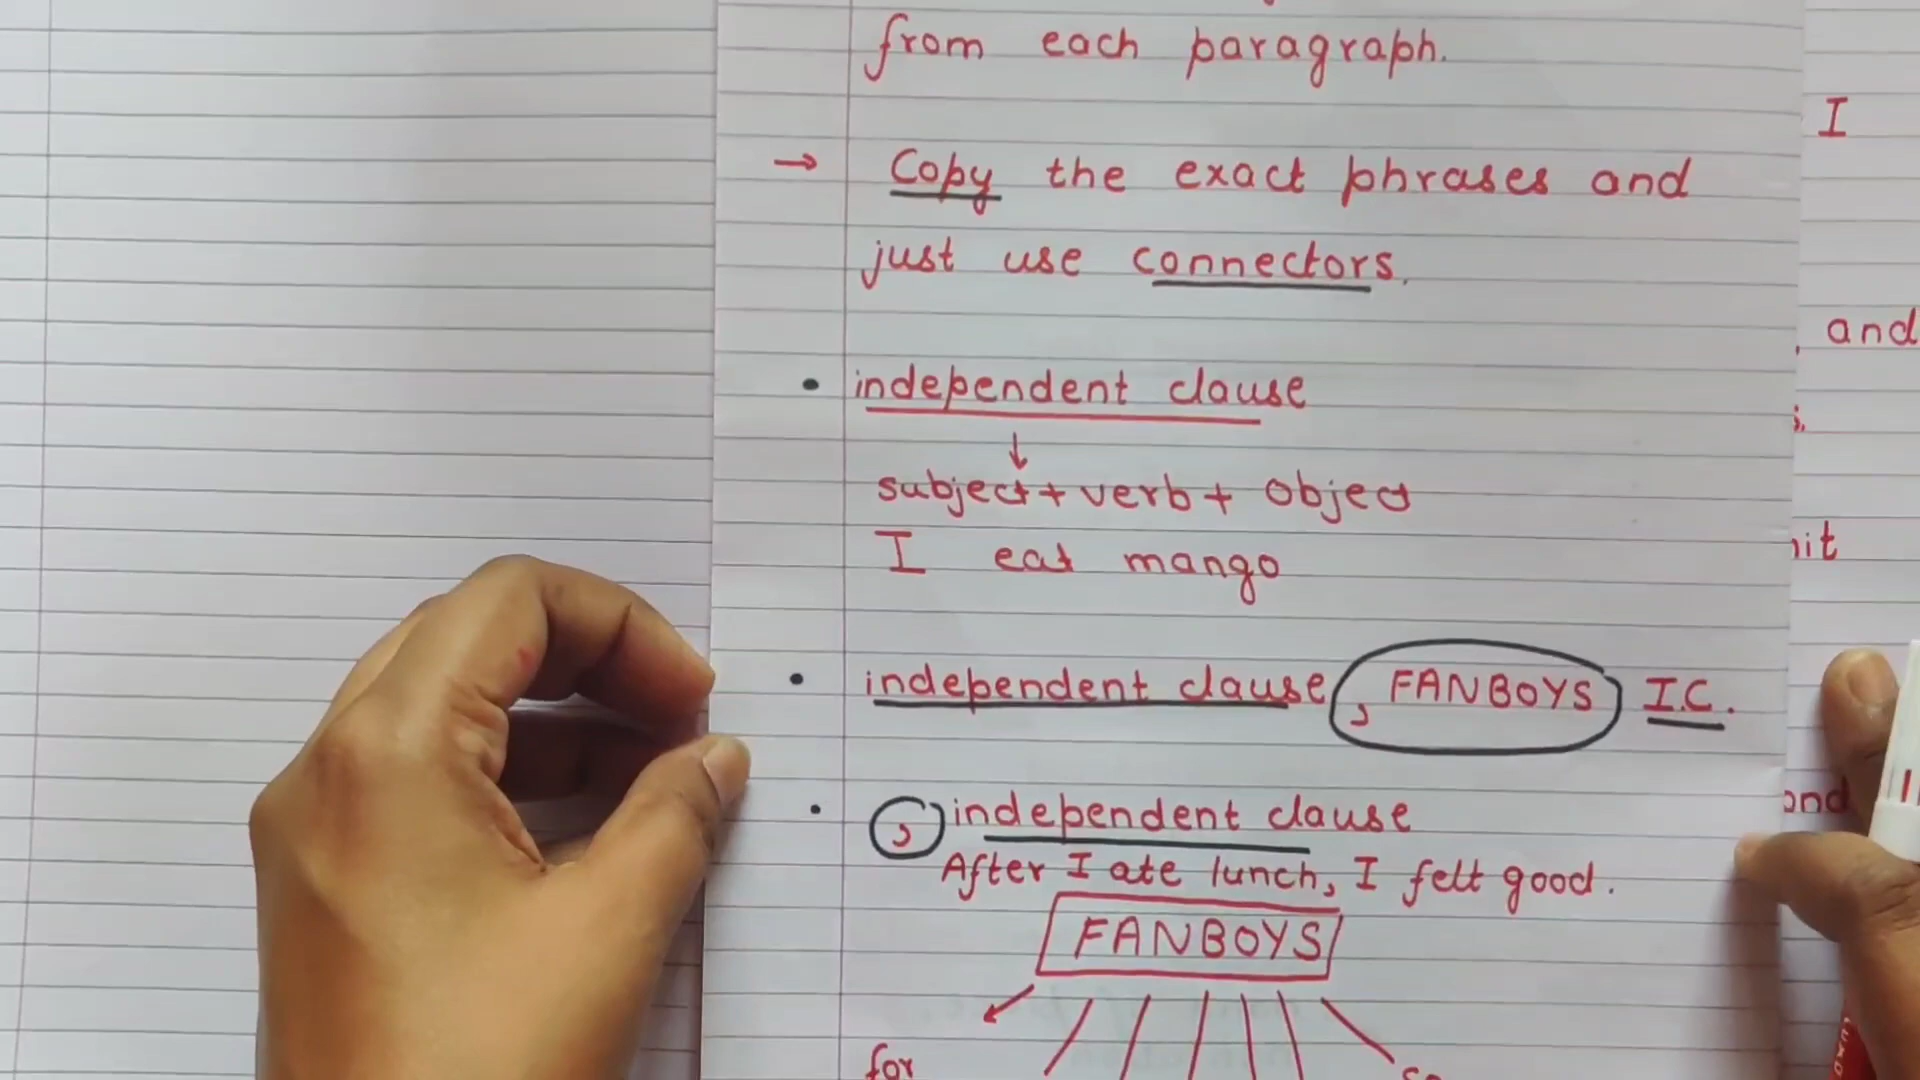 from each paragraph.
→ Copy the exact phrases and
just use connectors.
• independent clause
↓
subject + verb + object
I eat mango
• independent clause, FANBOYS I.C.
• , independent clause
After I ate lunch, I felt good.
FANBOYS
for
I
and